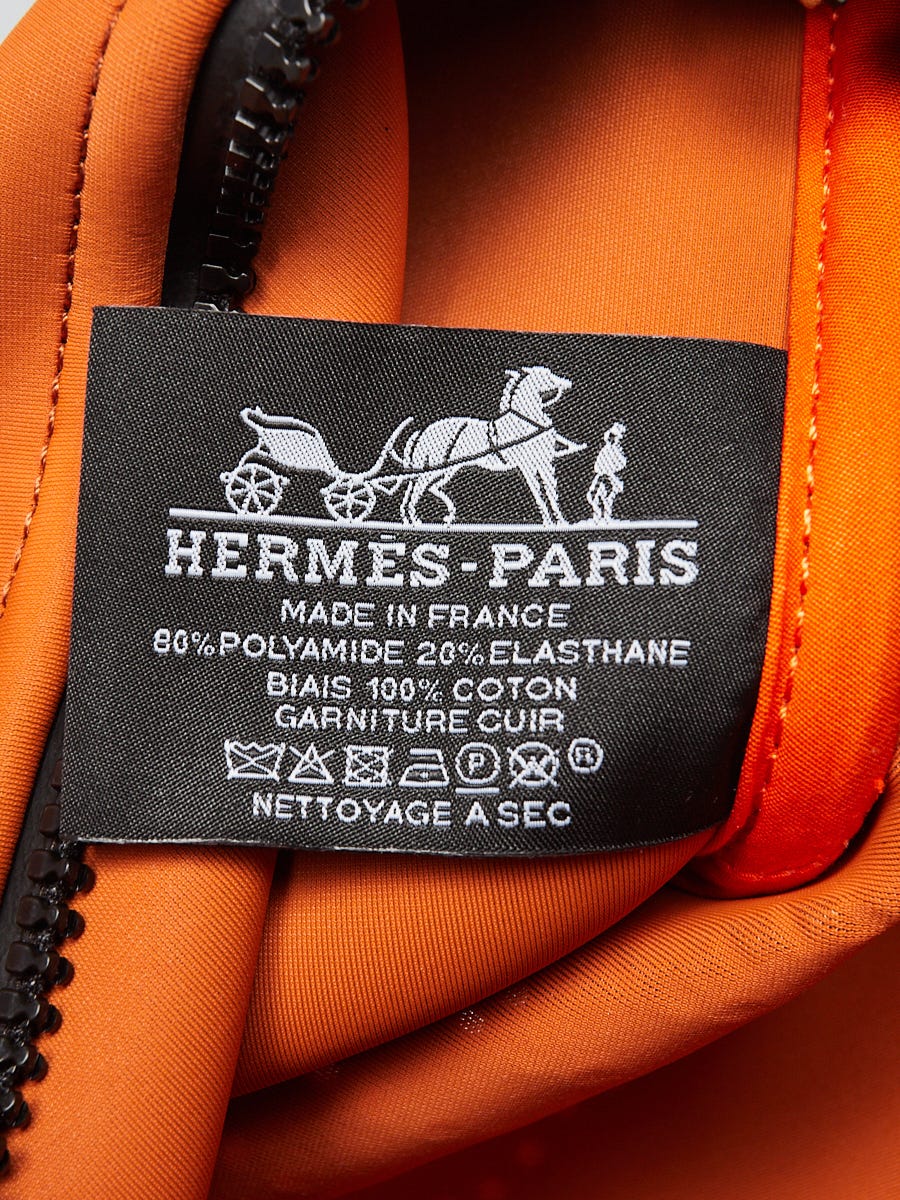 HERMÈS-PARIS
MADE IN FRANCE
80% POLYAMIDE 20% ELASTHANE
BIAIS 100% COTON
GARNITURE CUIR
P ®
NETTOYAGE A SEC